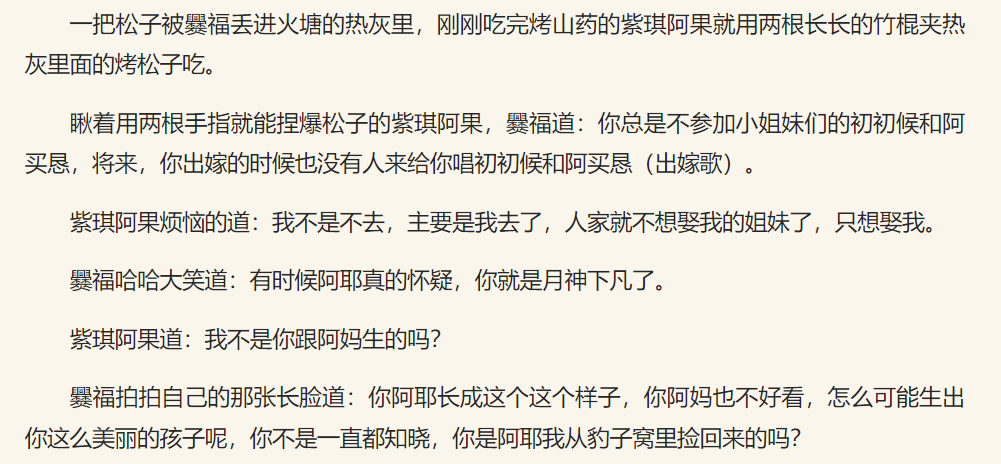 一把松子被爨福丢进火塘的热灰里，刚刚吃完烤山药的紫琪阿果就用两根长长的竹棍夹热
灰里面的烤松子吃。
瞅着用两根手指就能捏爆松子的紫琪阿果，爨福道：你总是不参加小姐妹们的初初候和阿
买恳，将来，你出嫁的时候也没有人来给你唱初初候和阿买恳（出嫁歌）。
紫琪阿果烦恼的道：我不是不去，主要是我去了，人家就不想娶我的姐妹了，只想娶我。
爨福哈哈大笑道：有时候阿耶真的怀疑，你就是月神下凡了。
紫琪阿果道：我不是你跟阿妈生的吗？
爨福拍拍自己的那张长脸道：你阿耶长成这个这个样子，你阿妈也不好看，怎么可能生出
你这么美丽的孩子呢，你不是一直都知晓，你是阿耶我从豹子窝里捡回来的吗？